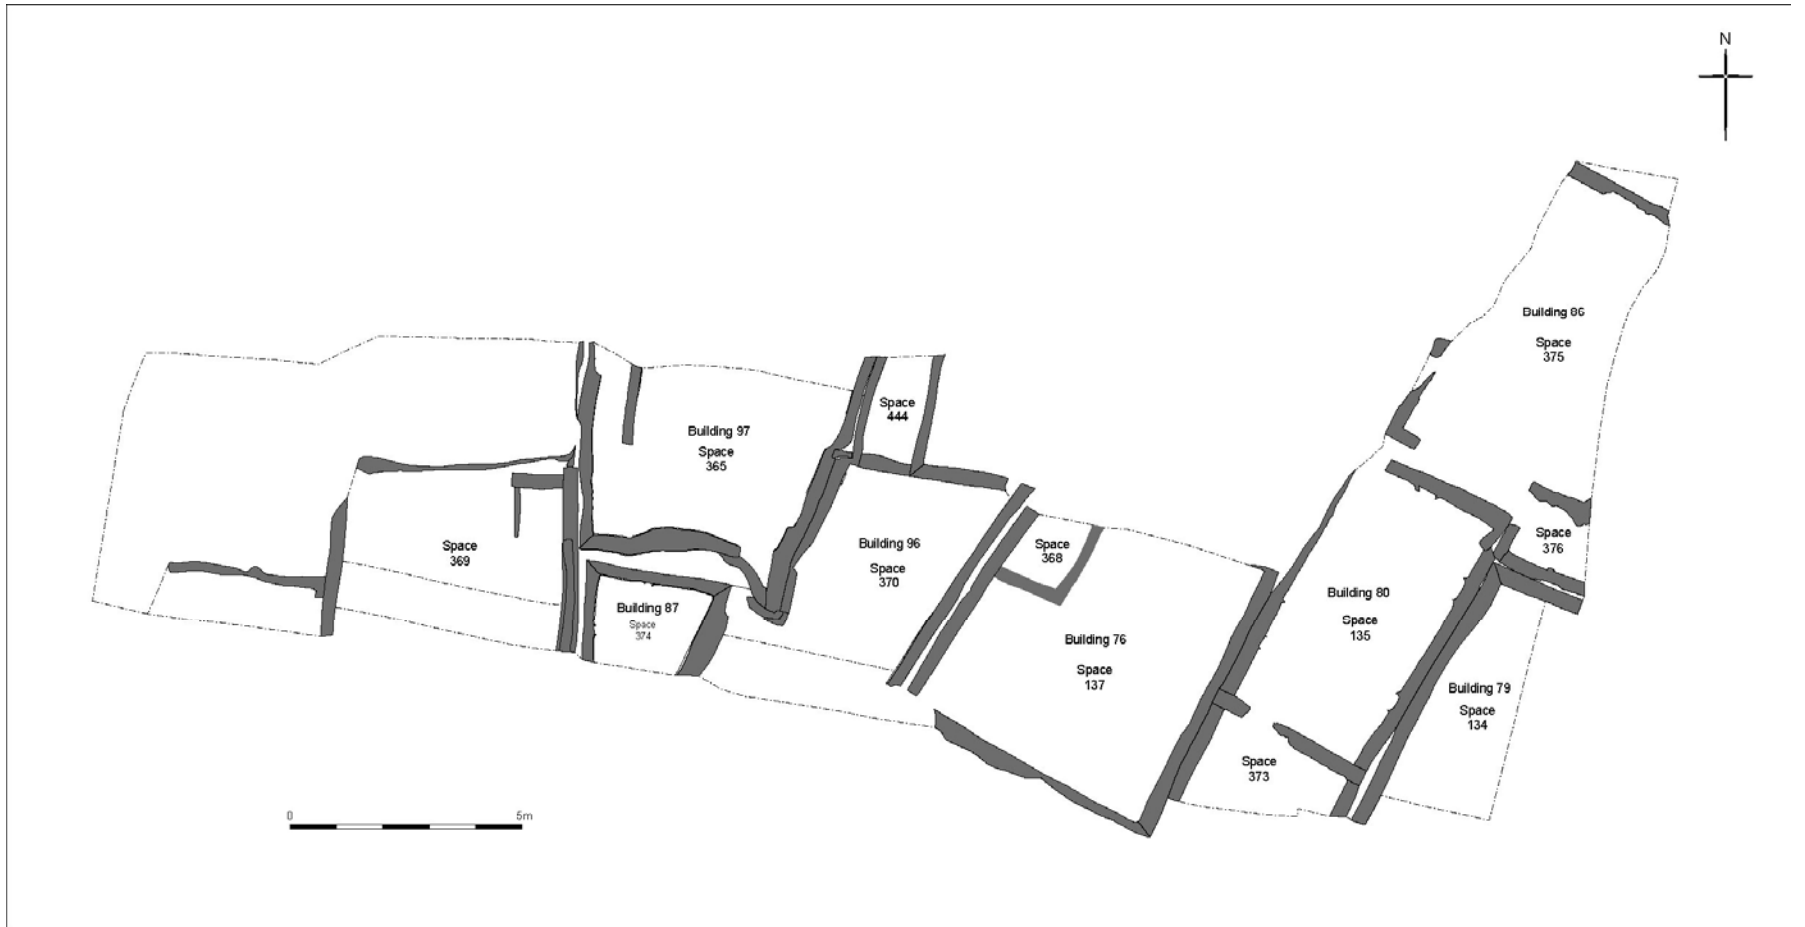 N
Building 86
Space
375
Space
444
Building 97
Space
365
Space
376
Space
369
Building 96
Space
370
Space
368
Building 80
Space
135
Building 87
Space
374
Building 76
Space
137
Building 79
Space
134
Space
373
0 5m